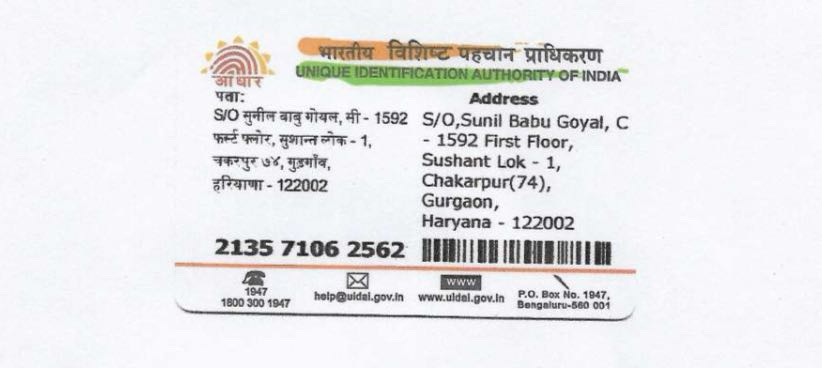 भारतीय विशिष्ट पहचान प्राधिकरण
UNIQUE IDENTIFICATION AUTHORITY OF INDIA
आधार
पता:
S/O सुनील बाबु गोयल, सी - 1592
फर्स्ट फ्लोर, सुशान्त लोक - 1,
चकरपुर ७४, गुड़गाँव,
हरियाणा - 122002
Address
S/O,Sunil Babu Goyal, C
- 1592 First Floor,
Sushant Lok - 1,
Chakarpur(74),
Gurgaon,
Haryana - 122002
2135 7106 2562
1947
1800 300 1947
help@uidai.gov.in
www
www.uidai.gov.in
P.O. Box No. 1947,
Bengaluru-560 001